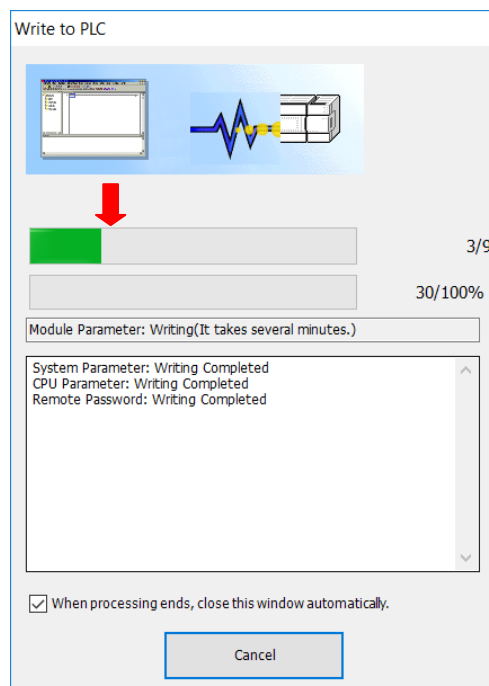 Write to PLC
3/9
30/100%
Module Parameter: Writing(It takes several minutes.)
System Parameter: Writing Completed
CPU Parameter: Writing Completed
Remote Password: Writing Completed
When processing ends, close this window automatically.
Cancel